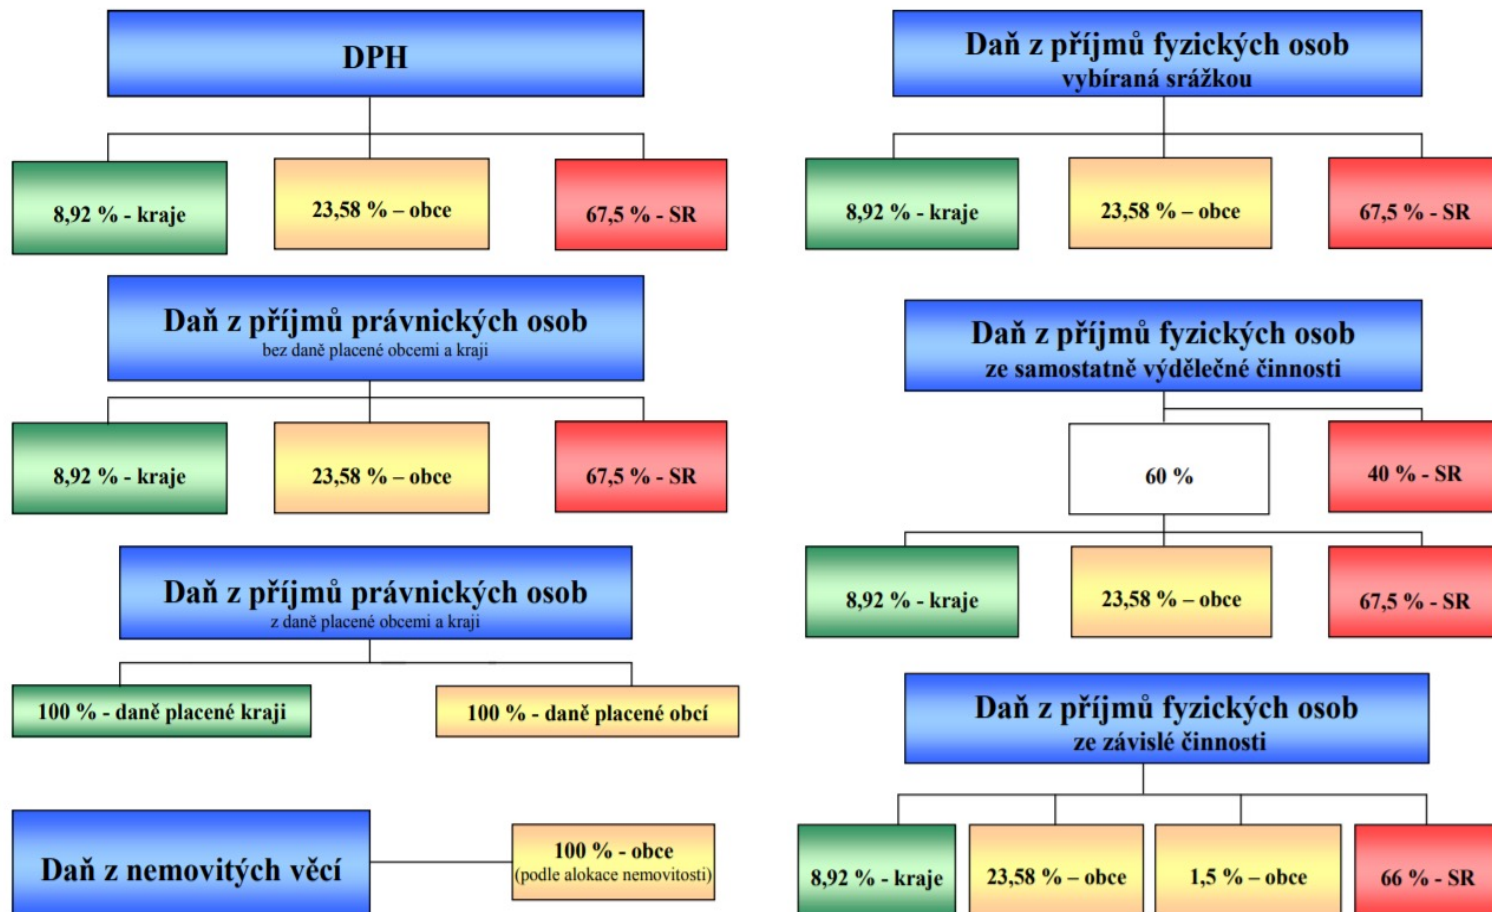 DPH
8,92 % - kraje
23,58 % – obce
67,5 % - SR
Daň z příjmů právnických osob
bez daně placené obcemi a kraji
8,92 % - kraje
23,58 % – obce
67,5 % - SR
Daň z příjmů právnických osob
z daně placené obcemi a kraji
100 % - daně placené kraji
100 % - daně placené obcí
Daň z nemovitých věcí
100 % - obce
(podle alokace nemovitosti)
Daň z příjmů fyzických osob
vybíraná srážkou
8,92 % - kraje
23,58 % – obce
67,5 % - SR
Daň z příjmů fyzických osob
ze samostatně výdělečné činnosti
60 %
40 % - SR
8,92 % - kraje
23,58 % – obce
67,5 % - SR
Daň z příjmů fyzických osob
ze závislé činnosti
8,92 % - kraje
23,58 % – obce
1,5 % – obce
66 % - SR